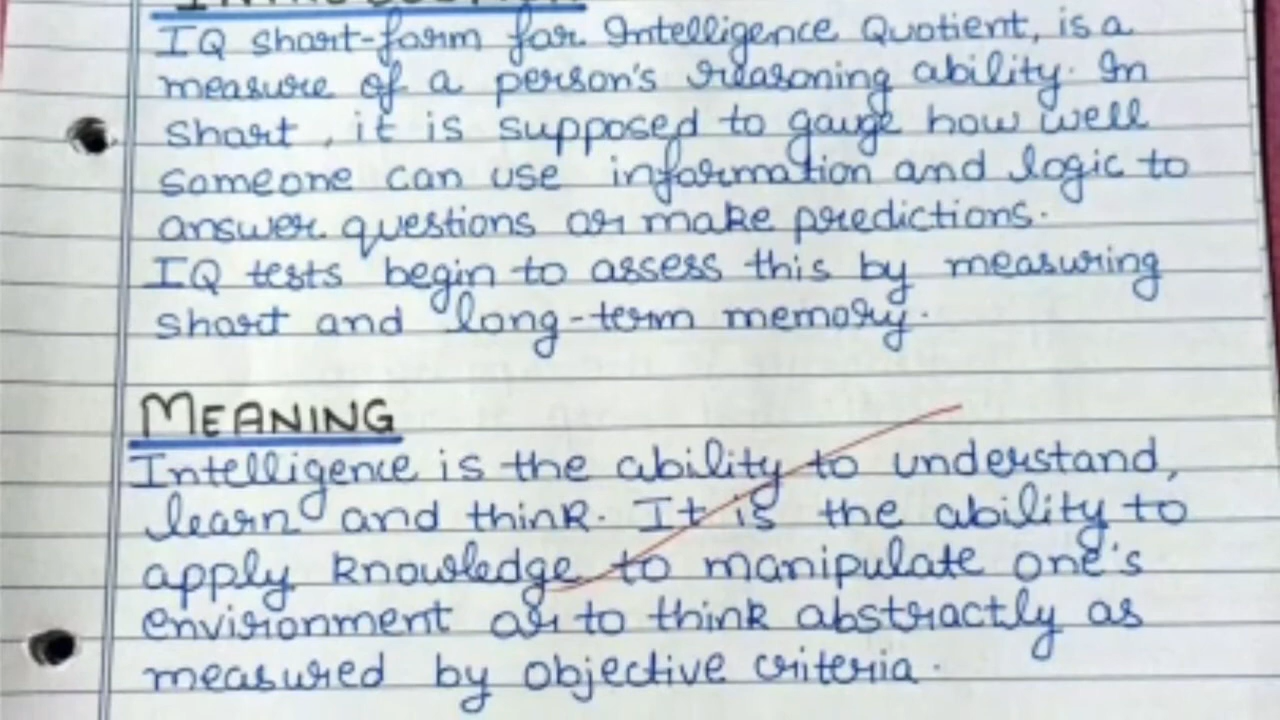 INTRODUCTION
IQ short-form for Intelligence Quotient, is a
measure of a person's reasoning ability. In
short, it is supposed to gauge how well
someone can use information and logic to
answer questions or make predictions.
IQ tests begin to assess this by measuring
short and long-term memory.
MEANING
Intelligence is the ability to understand,
learn and think. It is the ability to
apply knowledge to manipulate one's
environment or to think abstractly as
measured by objective criteria.